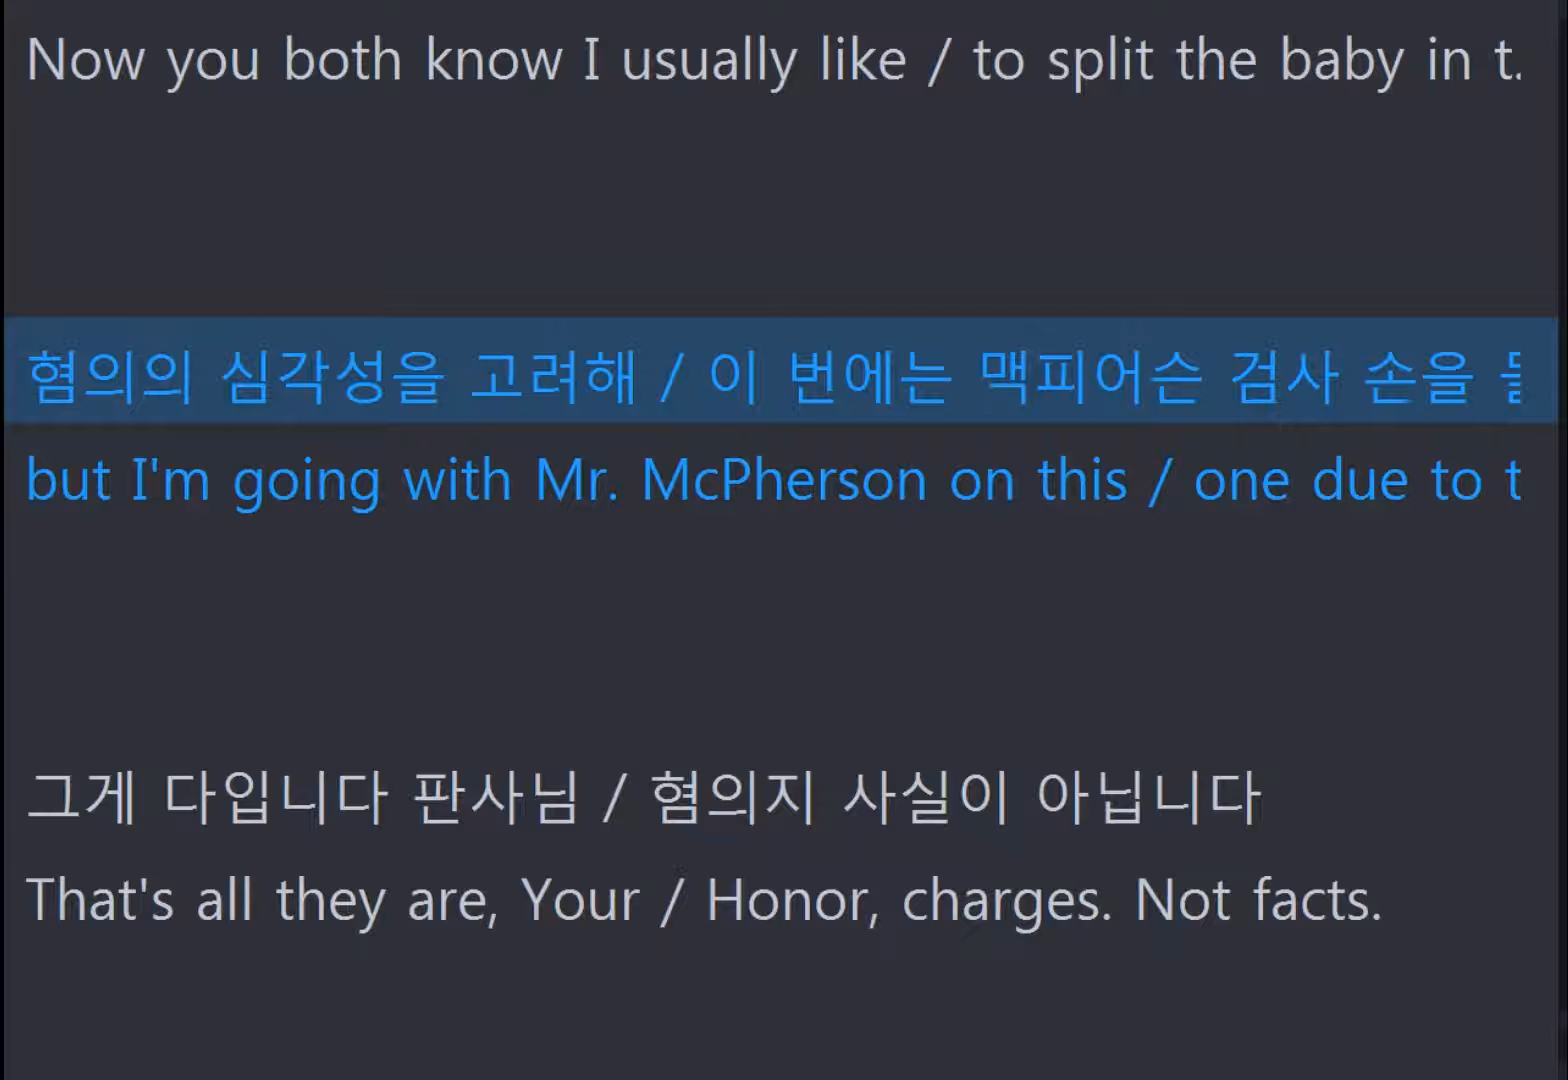 Now you both know I usually like / to split the baby in
혐의의 심각성을 고려해 / 이 번에는 맥피어슨 검사 손을
but I'm going with Mr. McPherson on this / one due to
그게 다입니다 판사님 / 혐의지 사실이 아닙니다
That's all they are, Your / Honor, charges. Not facts.